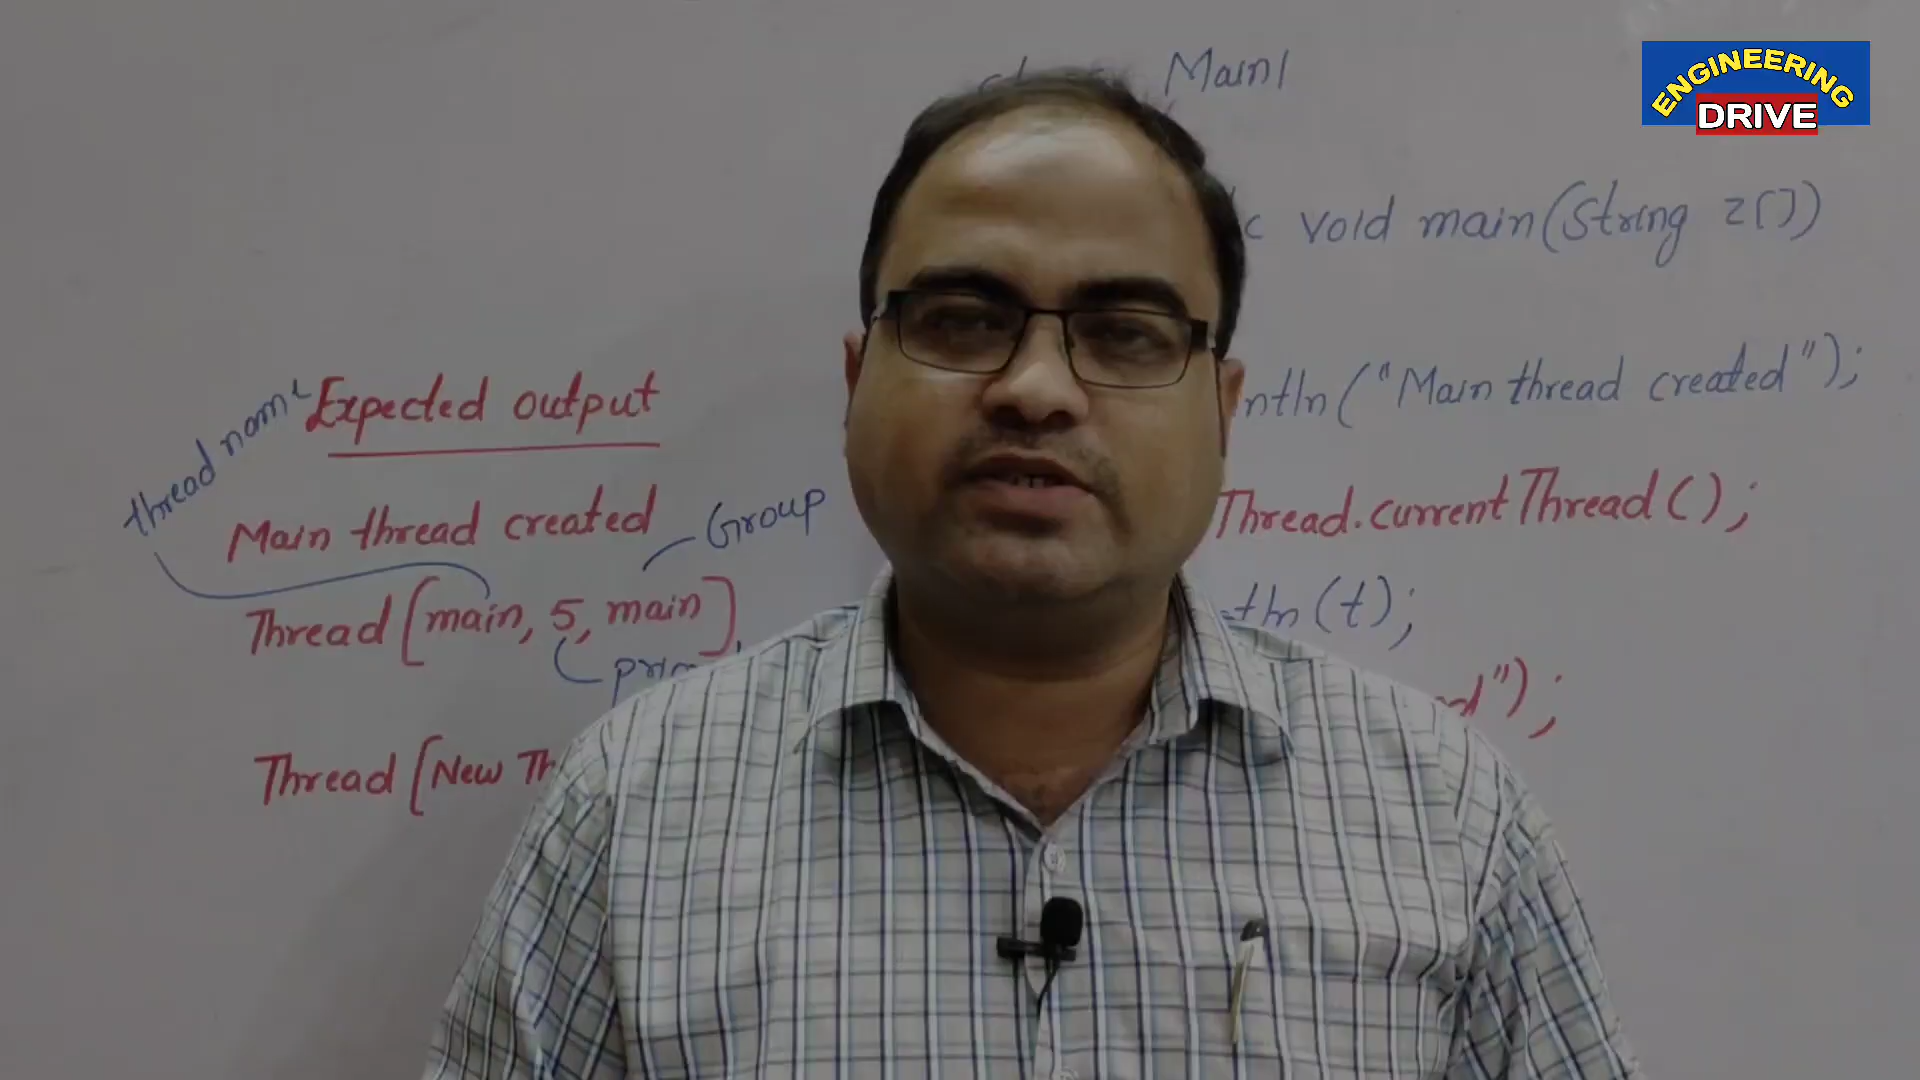 ENGINEERING
DRIVE
Main1
void main(String z[])
ntln("Main thread created");
Thread.currentThread();
tln(t);
");
thread name
Expected output
Main thread created
Group
Thread[main, 5, main]
Thread[New Th